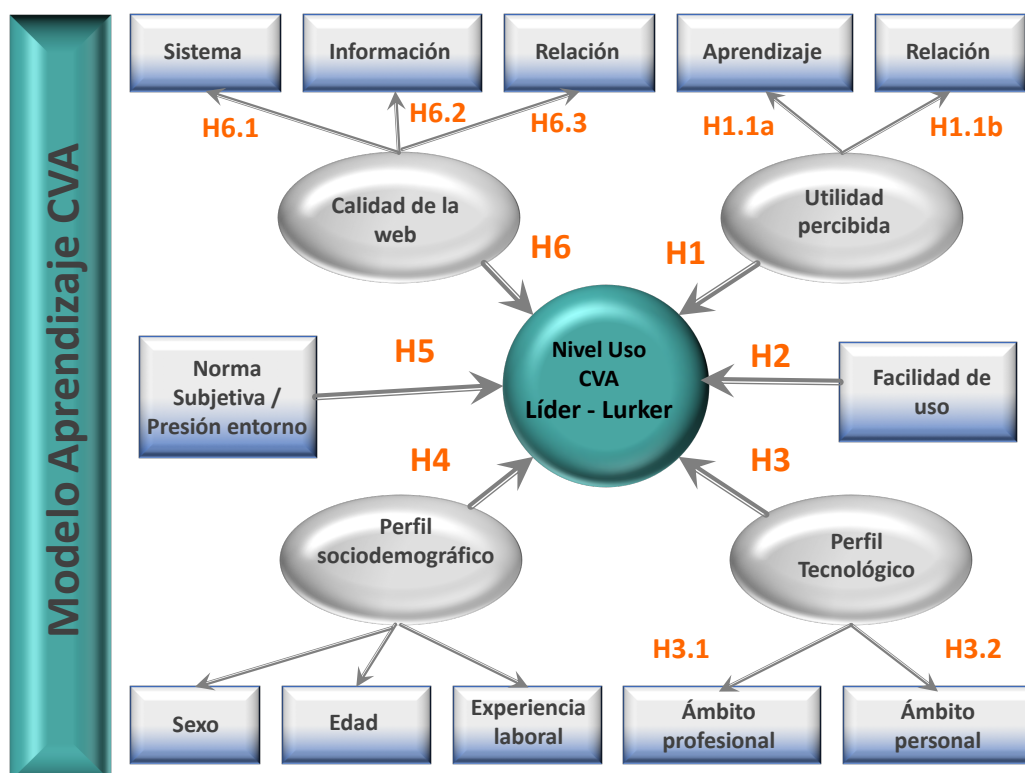 Modelo Aprendizaje CVA
Sistema
Información
Relación
Aprendizaje
Relación
H6.1
H6.2
H6.3
H1.1a
H1.1b
Calidad de la
web
Utilidad
percibida
H6
H1
Norma
Subjetiva /
Presión entorno
H5
Nivel Uso
CVA
Líder - Lurker
H2
Facilidad de
uso
H4
H3
Perfil
sociodemográfico
Perfil
Tecnológico
H3.1
H3.2
Sexo
Edad
Experiencia
laboral
Ámbito
profesional
Ámbito
personal